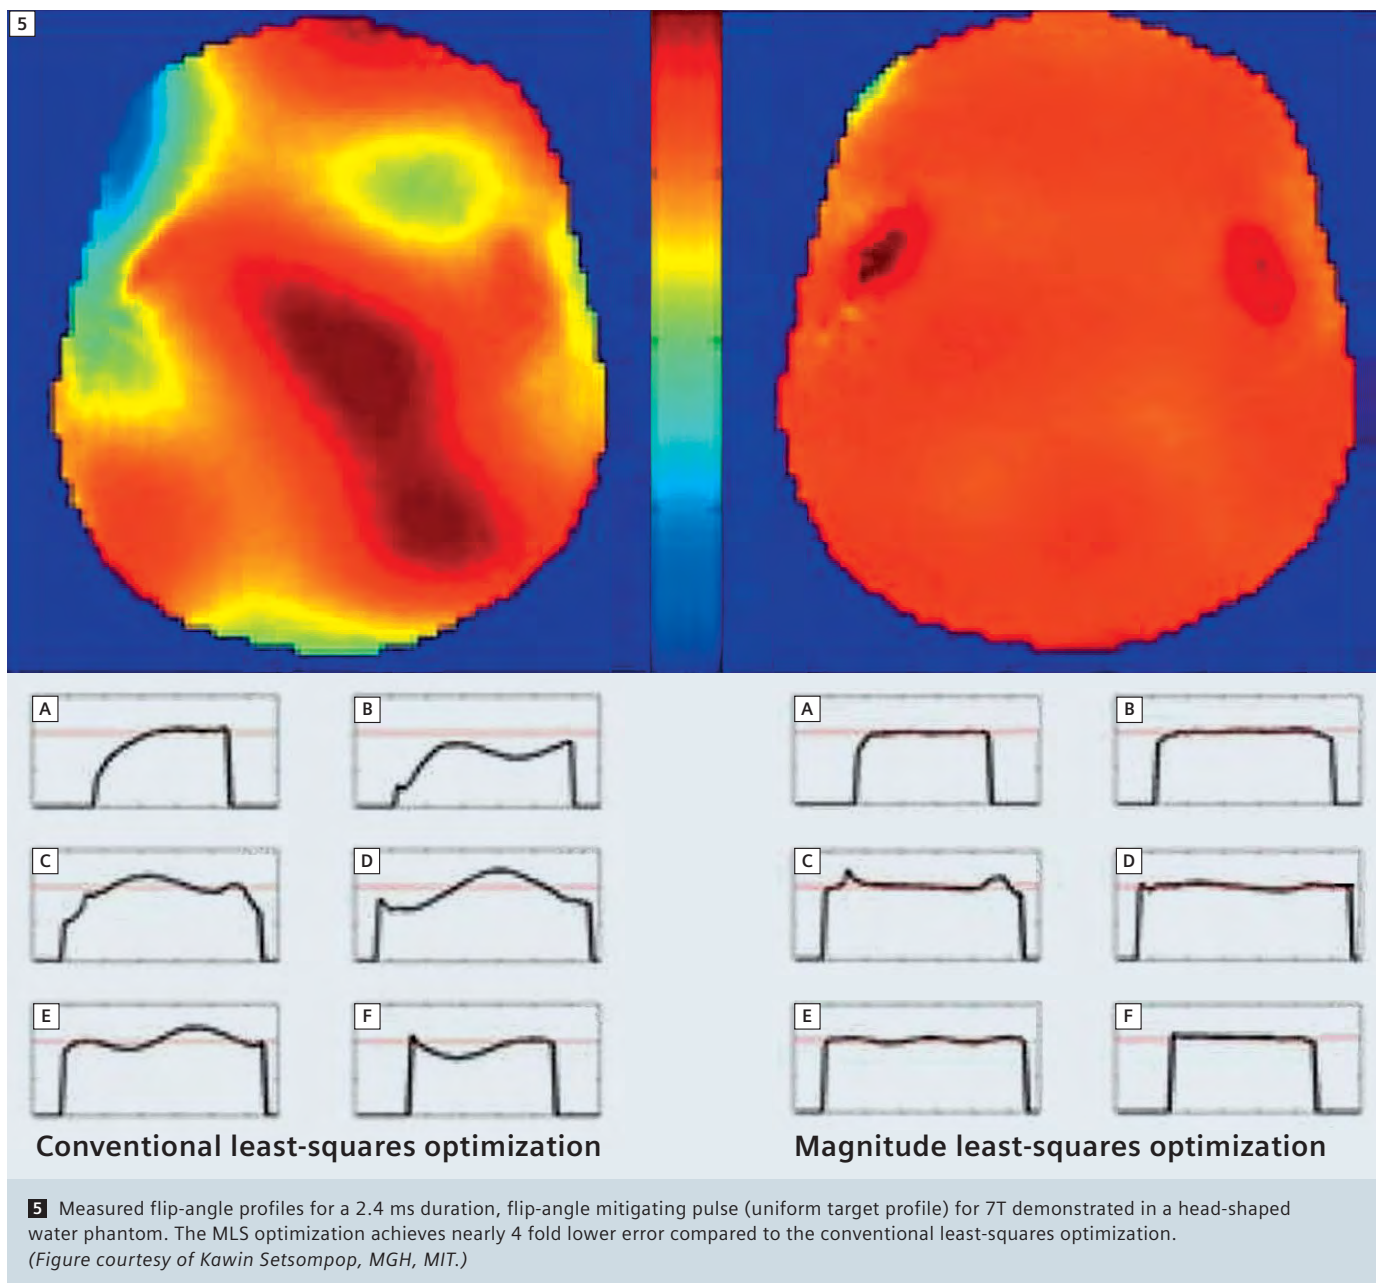 5
A
B
A
B
C
D
C
D
E
F
E
F
Conventional least-squares optimization
Magnitude least-squares optimization
5 Measured flip-angle profiles for a 2.4 ms duration, flip-angle mitigating pulse (uniform target profile) for 7T demonstrated in a head-shaped
water phantom. The MLS optimization achieves nearly 4 fold lower error compared to the conventional least-squares optimization.
(Figure courtesy of Kawin Setsompop, MGH, MIT.)